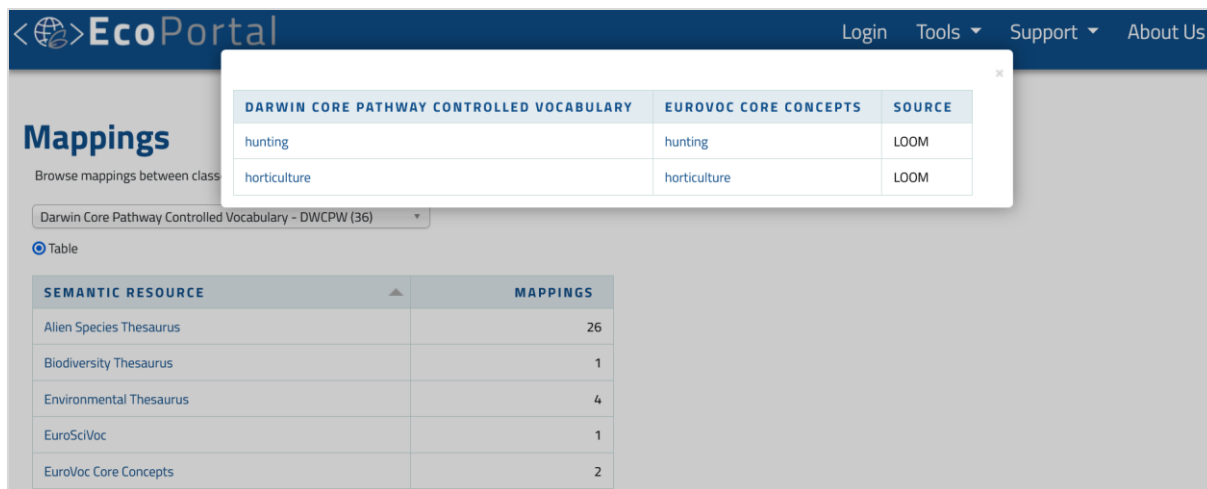 <>EcoPortal
Login Tools Support About Us
×
DARWIN CORE PATHWAY CONTROLLED VOCABULARY EUROVOC CORE CONCEPTS SOURCE
hunting hunting LOOM
horticulture horticulture LOOM
Mappings
Browse mappings between class
Darwin Core Pathway Controlled Vocabulary - DWCPW (36)
Table
SEMANTIC RESOURCE MAPPINGS
Alien Species Thesaurus 26
Biodiversity Thesaurus 1
Environmental Thesaurus 4
EuroSciVoc 1
EuroVoc Core Concepts 2